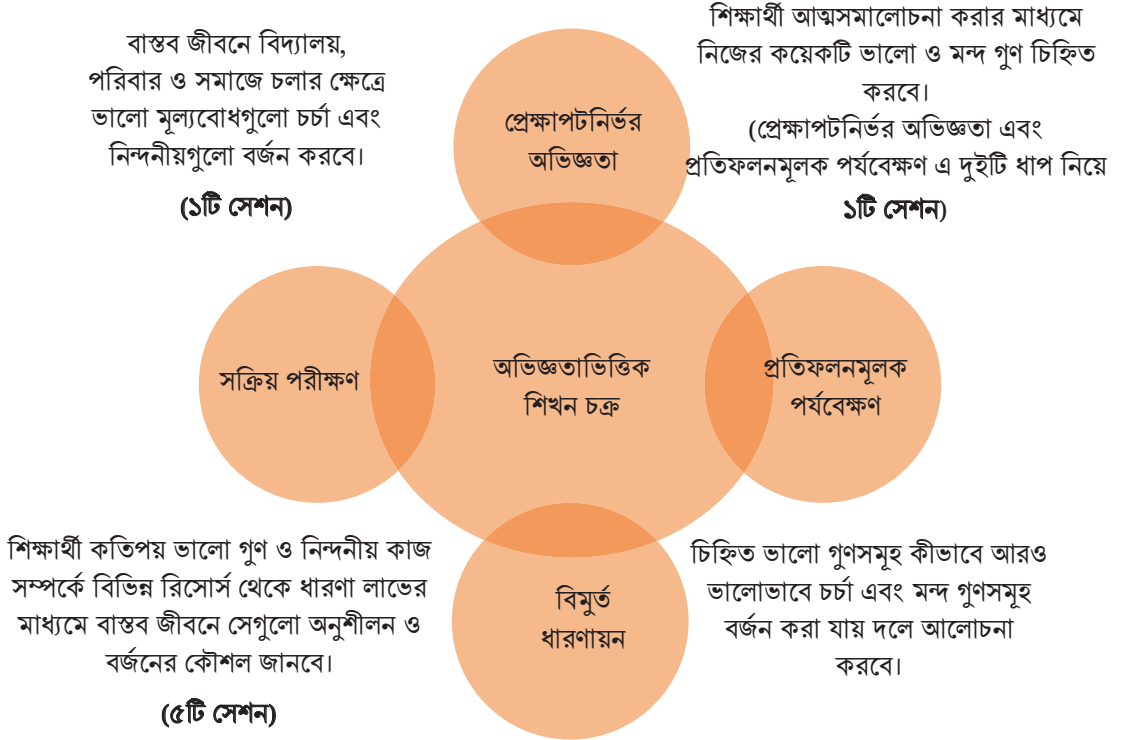 বাস্তব জীবনে বিদ্যালয়,
পরিবার ও সমাজে চলার ক্ষেত্রে
ভালো মূল্যবোধগুলো চর্চা এবং
নিন্দনীয়গুলো বর্জন করবে।
(১টি সেশন)
প্রেক্ষাপটনির্ভর
অভিজ্ঞতা
শিক্ষার্থী আত্মসমালোচনা করার মাধ্যমে
নিজের কয়েকটি ভালো ও মন্দ গুণ চিহ্নিত
করবে।
(প্রেক্ষাপটনির্ভর অভিজ্ঞতা এবং
প্রতিফলনমূলক পর্যবেক্ষণ এ দুইটি ধাপ নিয়ে
১টি সেশন)
সক্রিয় পরীক্ষণ
অভিজ্ঞতাভিত্তিক
শিখন চক্র
প্রতিফলনমূলক
পর্যবেক্ষণ
শিক্ষার্থী কতিপয় ভালো গুণ ও নিন্দনীয় কাজ
সম্পর্কে বিভিন্ন রিসোর্স থেকে ধারণা লাভের
মাধ্যমে বাস্তব জীবনে সেগুলো অনুশীলন ও
বর্জনের কৌশল জানবে।
(৫টি সেশন)
বিমুর্ত
ধারণায়ন
চিহ্নিত ভালো গুণসমূহ কীভাবে আরও
ভালোভাবে চর্চা এবং মন্দ গুণসমূহ
বর্জন করা যায় দলে আলোচনা
করবে।